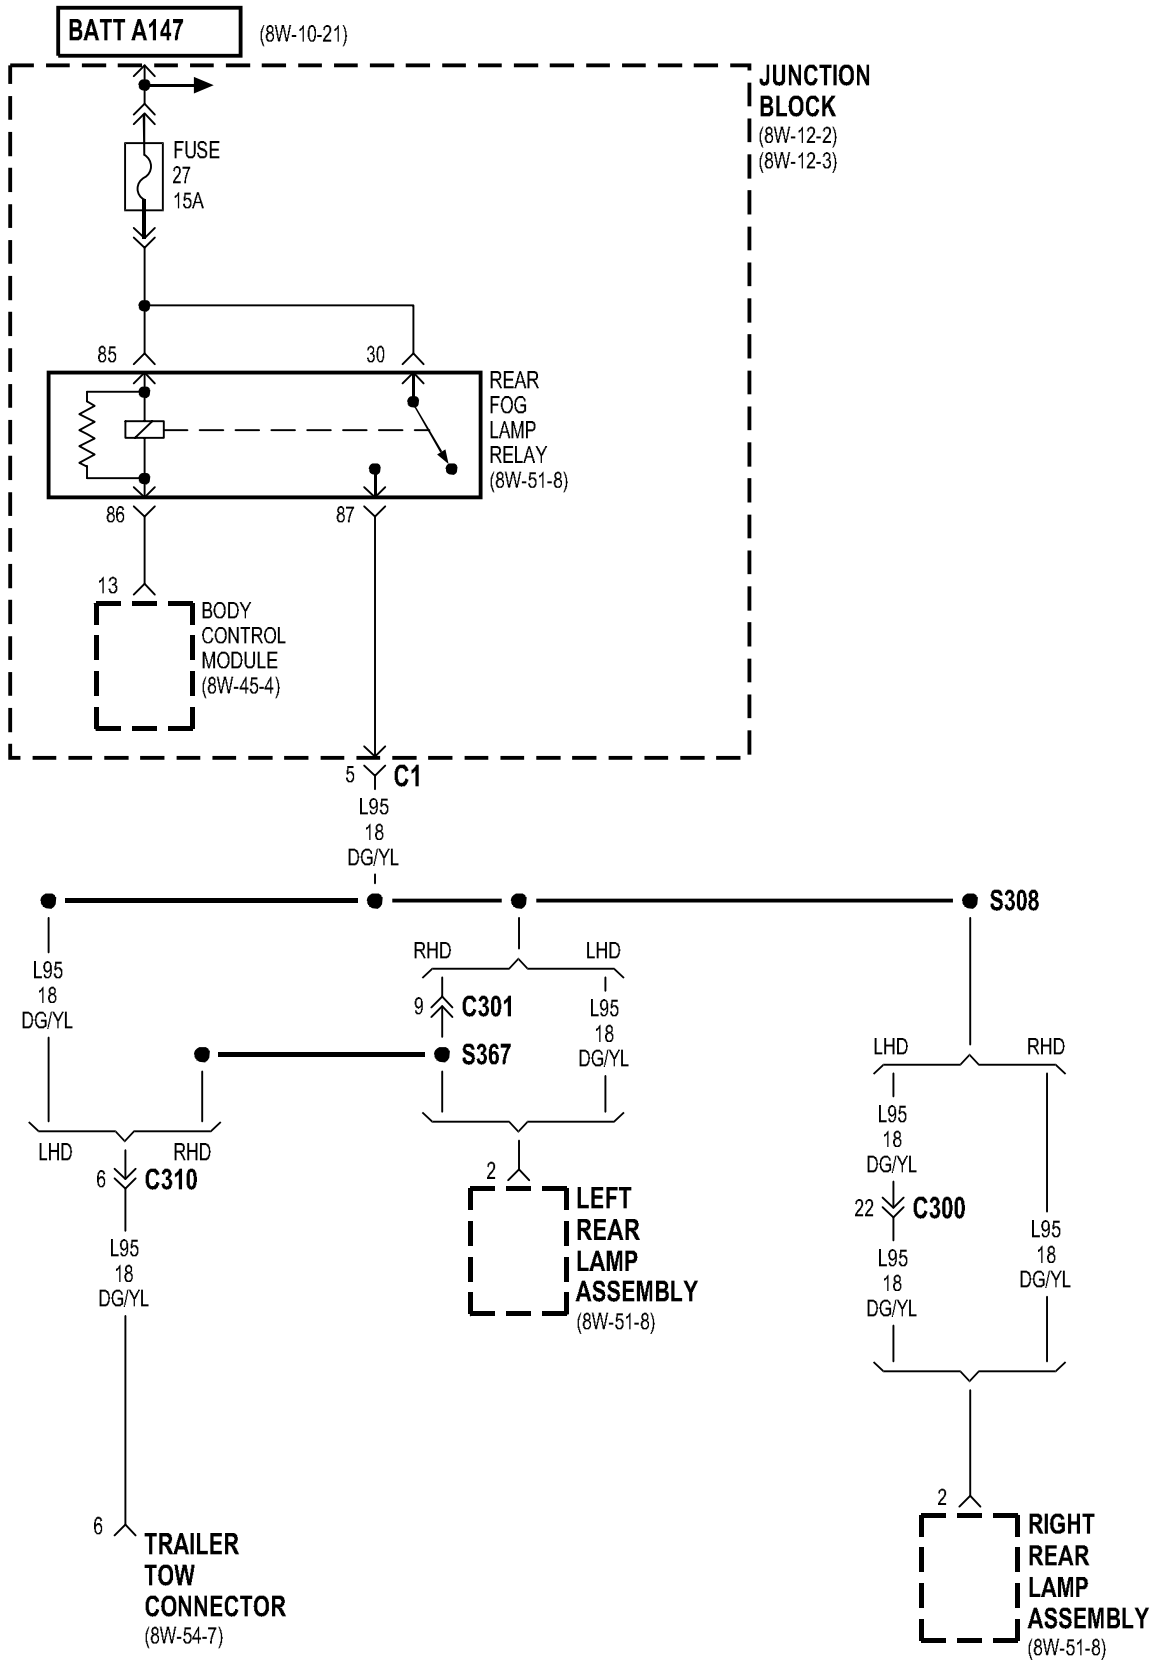 BATT A147
(8W-10-21)
JUNCTION
BLOCK
(8W-12-2)
(8W-12-3)
FUSE
27
15A
85
30
REAR
FOG
LAMP
RELAY
(8W-51-8)
86
87
13
BODY
CONTROL
MODULE
(8W-45-4)
5
C1
L95
18
DG/YL
S308
L95
18
DG/YL
RHD
LHD
9
C301
L95
18
DG/YL
S367
LHD
RHD
6
C310
L95
18
DG/YL
2
LEFT
REAR
LAMP
ASSEMBLY
(8W-51-8)
LHD
RHD
L95
18
DG/YL
22
C300
L95
18
DG/YL
L95
18
DG/YL
6
TRAILER
TOW
CONNECTOR
(8W-54-7)
2
RIGHT
REAR
LAMP
ASSEMBLY
(8W-51-8)